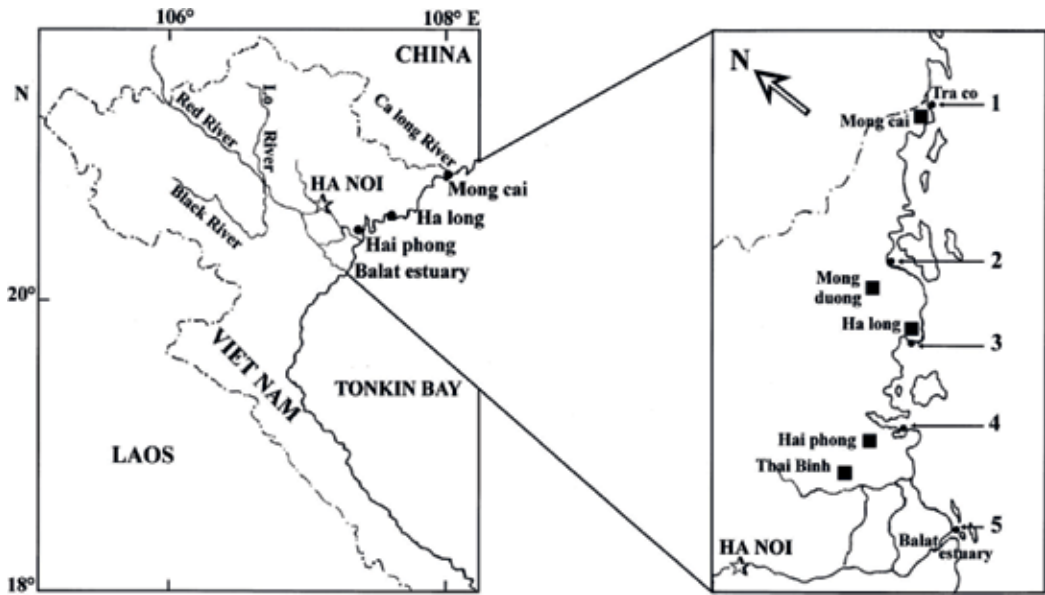 106°
108° E
N
CHINA
Red River
Lo
River
Ca long River
HA NOI
Mong cai
Ha long
Black River
Hai phong
Balat estuary
20°
VIET NAM
TONKIN BAY
LAOS
18°
N
Tra co
1
Mong cai
2
Mong
duong
Ha long
3
4
Hai phong
Thai Binh
5
Balat
estuary
HA NOI